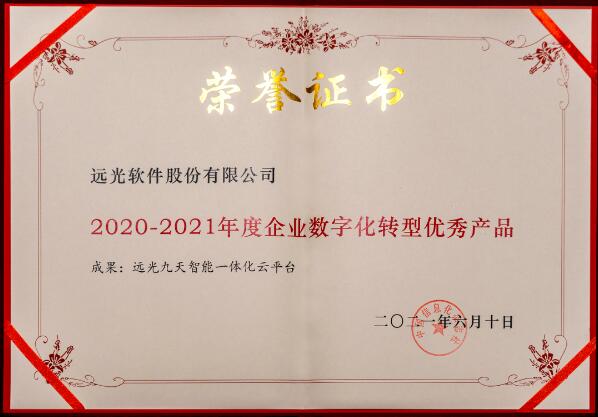 荣誉证书
远光软件股份有限公司
2020-2021年度企业数字化转型优秀产品
成果：远光九天智能一体化云平台
二〇二一年六月十日